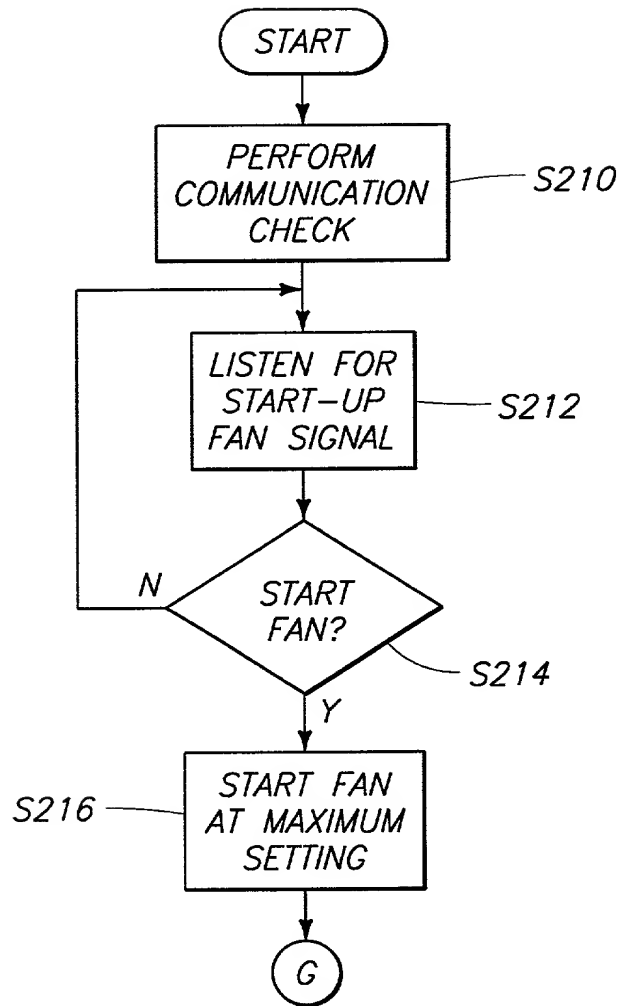 START
PERFORM
COMMUNICATION
CHECK
S210
LISTEN FOR
START-UP
FAN SIGNAL
S212
N
START
FAN?
S214
Y
START FAN
AT MAXIMUM
SETTING
S216
G